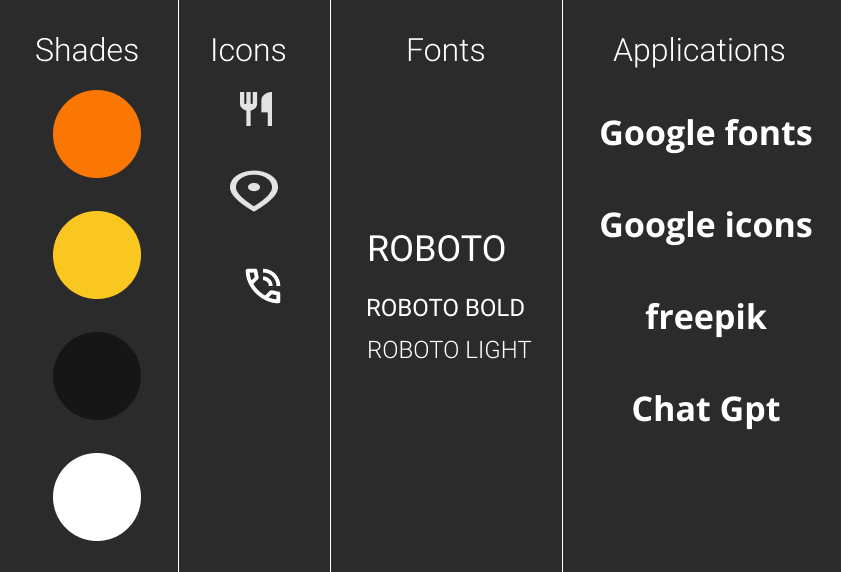 Shades
Icons
Fonts
Applications
ROBOTO
ROBOTO BOLD
ROBOTO LIGHT
Google fonts
Google icons
freepik
Chat Gpt